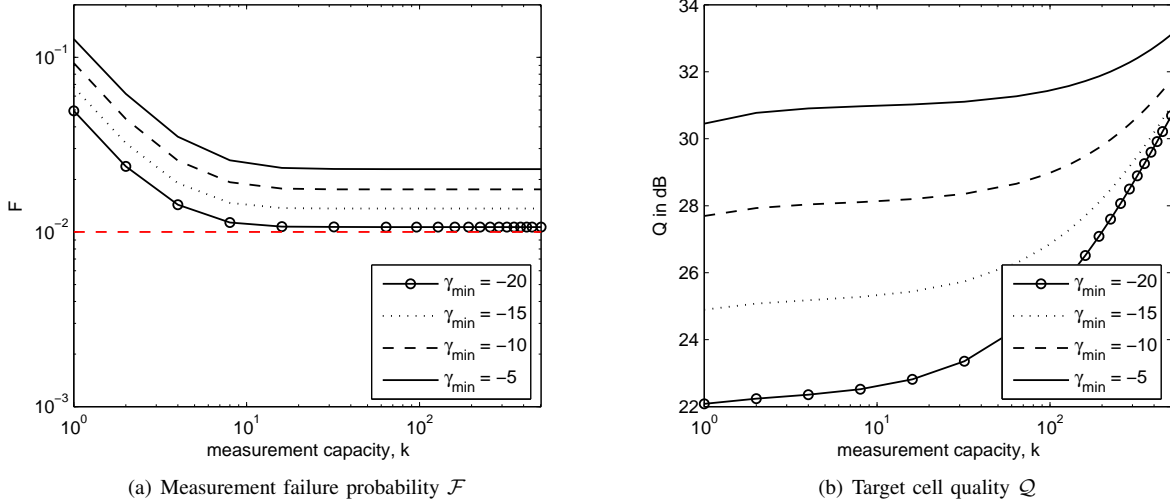 10^-1
10^-2
10^-3
F
10^0
10^1
10^2
measurement capacity, k
γmin = −20
γmin = −15
γmin = −10
γmin = −5
(a) Measurement failure probability ℱ
34
32
30
28
26
24
22
Q in dB
10^0
10^1
10^2
measurement capacity, k
γmin = −20
γmin = −15
γmin = −10
γmin = −5
(b) Target cell quality 𝒬